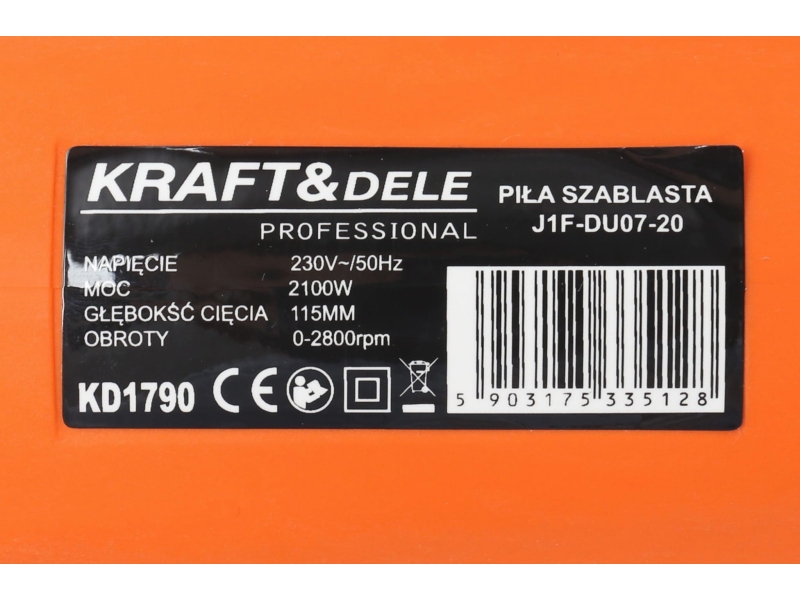 KRAFT&DELE
PROFESSIONAL
PIŁA SZABLASTA
J1F-DU07-20
NAPIĘCIE 230V~/50Hz
MOC 2100W
GŁĘBOKŚĆ CIĘCIA 115MM
OBROTY 0-2800rpm
KD1790 CE
5 903175 335128